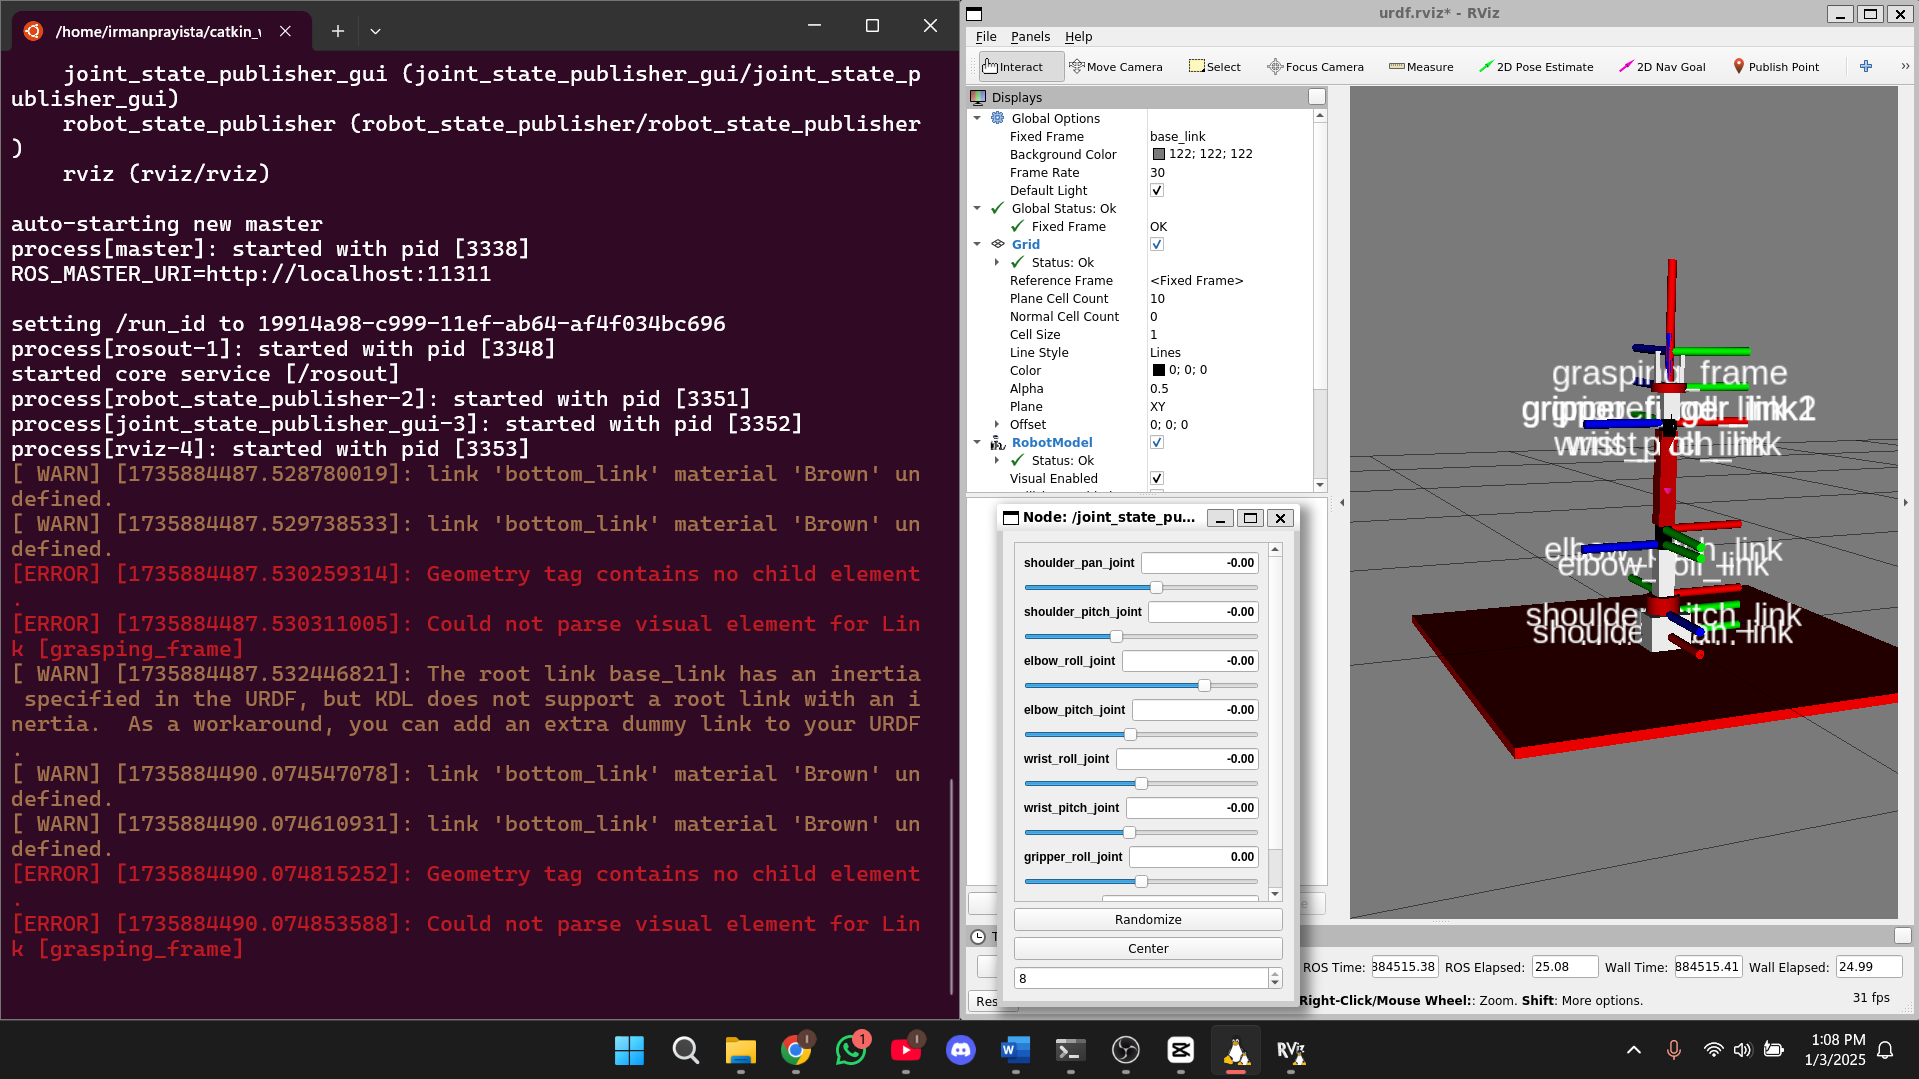 /home/irmanprayista/catkin_w
joint_state_publisher_gui (joint_state_publisher_gui/joint_state_p
ublisher_gui)
robot_state_publisher (robot_state_publisher/robot_state_publisher
)
rviz (rviz/rviz)
auto-starting new master
process[master]: started with pid [3338]
ROS_MASTER_URI=http://localhost:11311
setting /run_id to 19914a98-c999-11ef-ab64-af4f034bc696
process[rosout-1]: started with pid [3348]
started core service [/rosout]
process[robot_state_publisher-2]: started with pid [3351]
process[joint_state_publisher_gui-3]: started with pid [3352]
process[rviz-4]: started with pid [3353]
[ WARN] [1735884487.528780019]: link 'bottom_link' material 'Brown' un
defined.
[ WARN] [1735884487.529738533]: link 'bottom_link' material 'Brown' un
defined.
[ERROR] [1735884487.530259314]: Geometry tag contains no child element
.
[ERROR] [1735884487.530311005]: Could not parse visual element for Lin
k [grasping_frame]
[ WARN] [1735884487.532446821]: The root link base_link has an inertia
specified in the URDF, but KDL does not support a root link with an i
nertia.  As a workaround, you can add an extra dummy link to your URDF
.
[ WARN] [1735884490.074547078]: link 'bottom_link' material 'Brown' un
defined.
[ WARN] [1735884490.074610931]: link 'bottom_link' material 'Brown' un
defined.
[ERROR] [1735884490.074815252]: Geometry tag contains no child element
.
[ERROR] [1735884490.074853588]: Could not parse visual element for Lin
k [grasping_frame]
urdf.rviz* - RViz
File Panels Help
Interact Move Camera Select Focus Camera Measure 2D Pose Estimate 2D Nav Goal Publish Point
Displays
Global Options
Fixed Frame base_link
Background Color 122; 122; 122
Frame Rate 30
Default Light
Global Status: Ok
Fixed Frame OK
Grid
Status: Ok
Reference Frame <Fixed Frame>
Plane Cell Count 10
Normal Cell Count 0
Cell Size 1
Line Style Lines
Color 0; 0; 0
Alpha 0.5
Plane XY
Offset 0; 0; 0
RobotModel
Status: Ok
Visual Enabled
Node: /joint_state_pu...
shoulder_pan_joint -0.00
shoulder_pitch_joint -0.00
elbow_roll_joint -0.00
elbow_pitch_joint -0.00
wrist_roll_joint -0.00
wrist_pitch_joint -0.00
gripper_roll_joint 0.00
Randomize
Center
8
grasping_frame
elbow_roll_link
Res
ROS Time: 884515.38 ROS Elapsed: 25.08 Wall Time: 884515.41 Wall Elapsed: 24.99
Right-Click/Mouse Wheel:: Zoom. Shift: More options.
31 fps
1
RViz
1:08 PM
1/3/2025